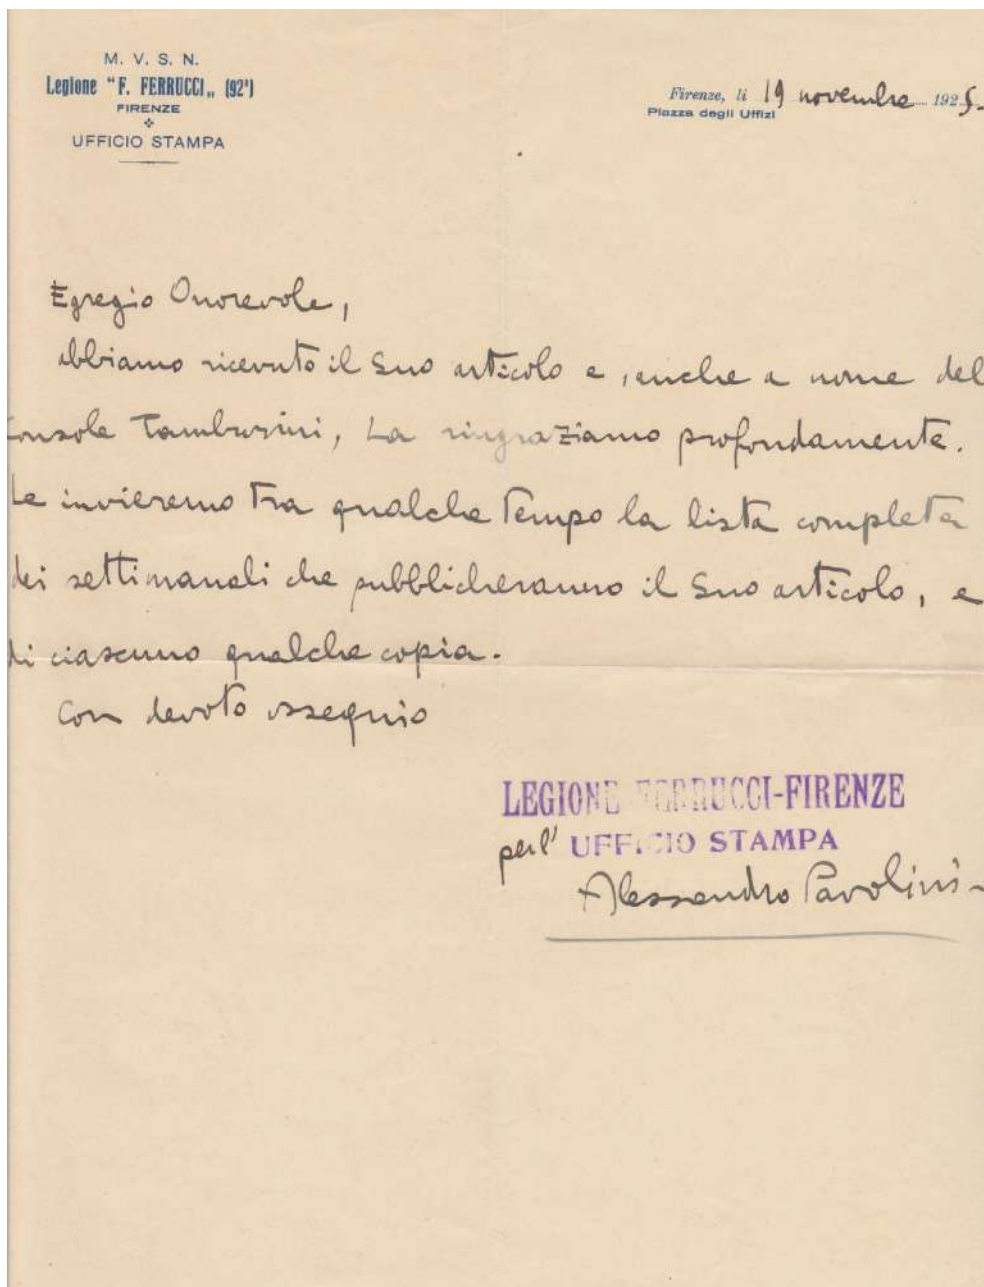 M. V. S. N.
Legione "F. FERRUCCI„ (92ª)
FIRENZE
UFFICIO STAMPA
Firenze, li 19 novembre 1925-
Piazza degli Uffizi
Egregio Onorevole,
abbiamo ricevuto il Suo articolo e, anche a nome del
Console Tamburini, La ringraziamo profondamente.
Le invieremo tra qualche tempo la lista completa
dei settimanali che pubblicheranno il Suo articolo, e
di ciascuno qualche copia.
Con devoto ossequio
LEGIONE FERRUCCI-FIRENZE
per l' UFFICIO STAMPA
Alessandro Pavolini-